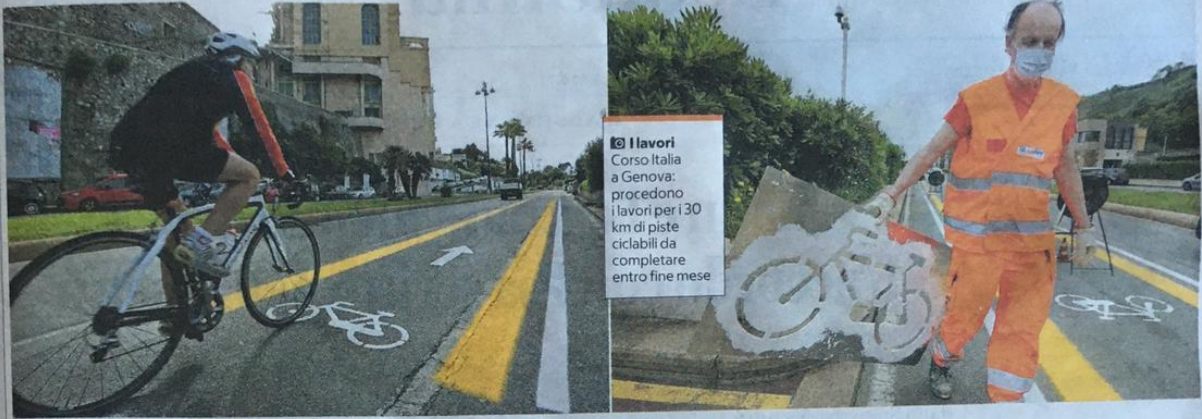 I lavori
Corso Italia
a Genova:
procedono
i lavori per i 30
km di piste
ciclabili da
completare
entro fine mese